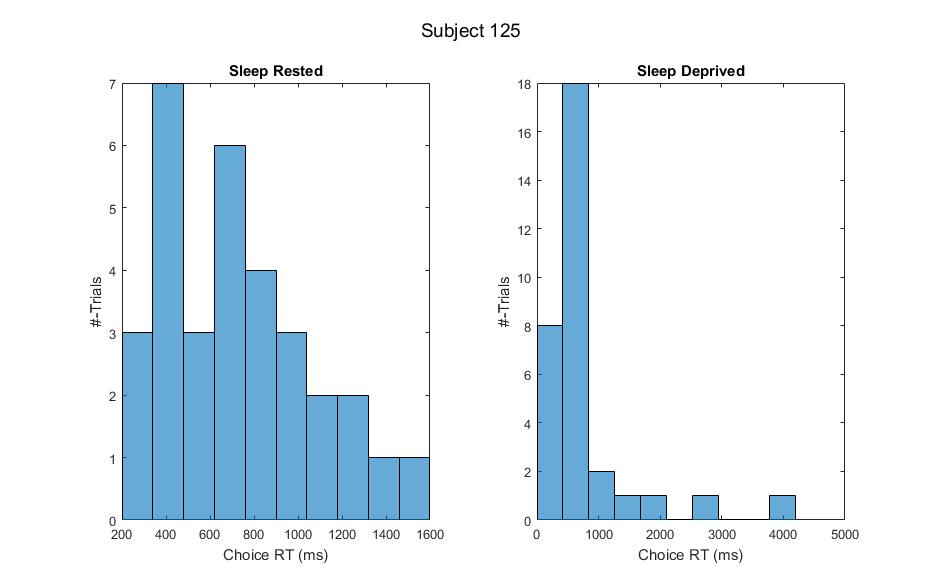 Subject 125
Sleep Rested
7
6
5
4
3
2
1
0
#-Trials
200 400 600 800 1000 1200 1400 1600
Choice RT (ms)
Sleep Deprived
18
16
14
12
10
8
6
4
2
0
#-Trials
0 1000 2000 3000 4000 5000
Choice RT (ms)